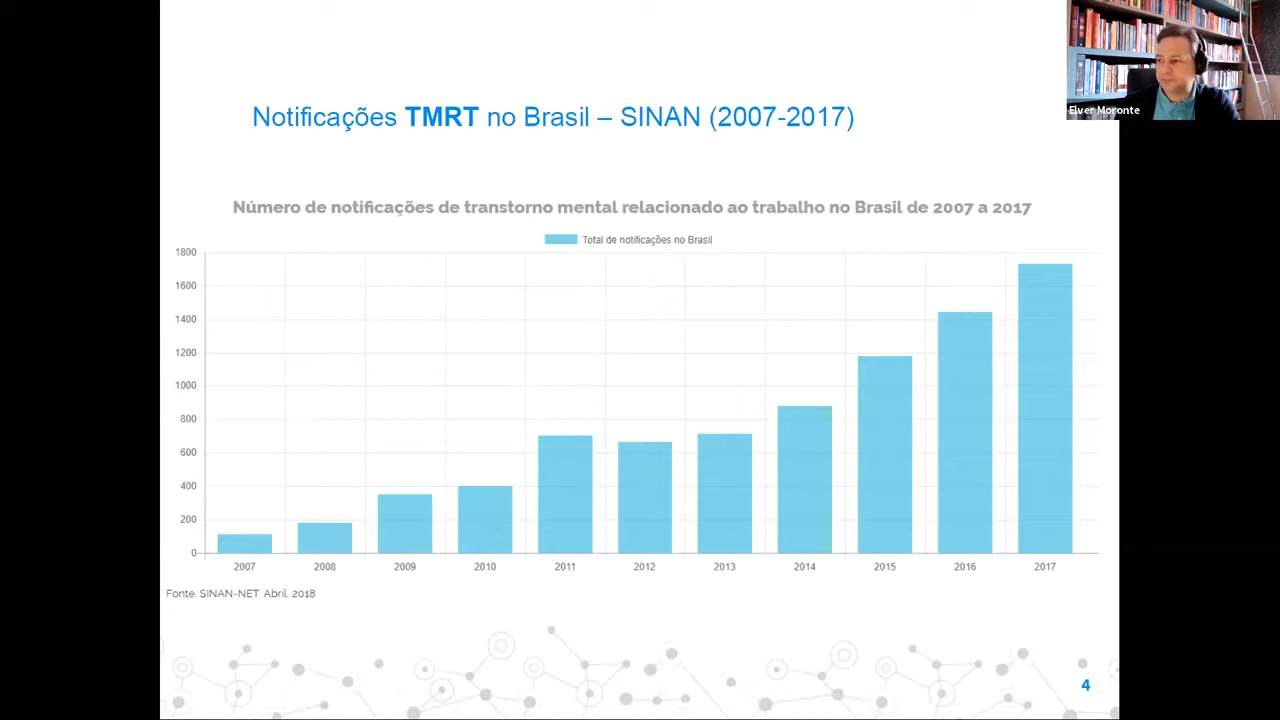 Elver Moronte
Notificações TMRT no Brasil – SINAN (2007-2017)
Número de notificações de transtorno mental relacionado ao trabalho no Brasil de 2007 a 2017
Total de notificações no Brasil
1800
1600
1400
1200
1000
800
600
400
200
0
2007 2008 2009 2010 2011 2012 2013 2014 2015 2016 2017
Fonte: SINAN-NET. Abril, 2018
4